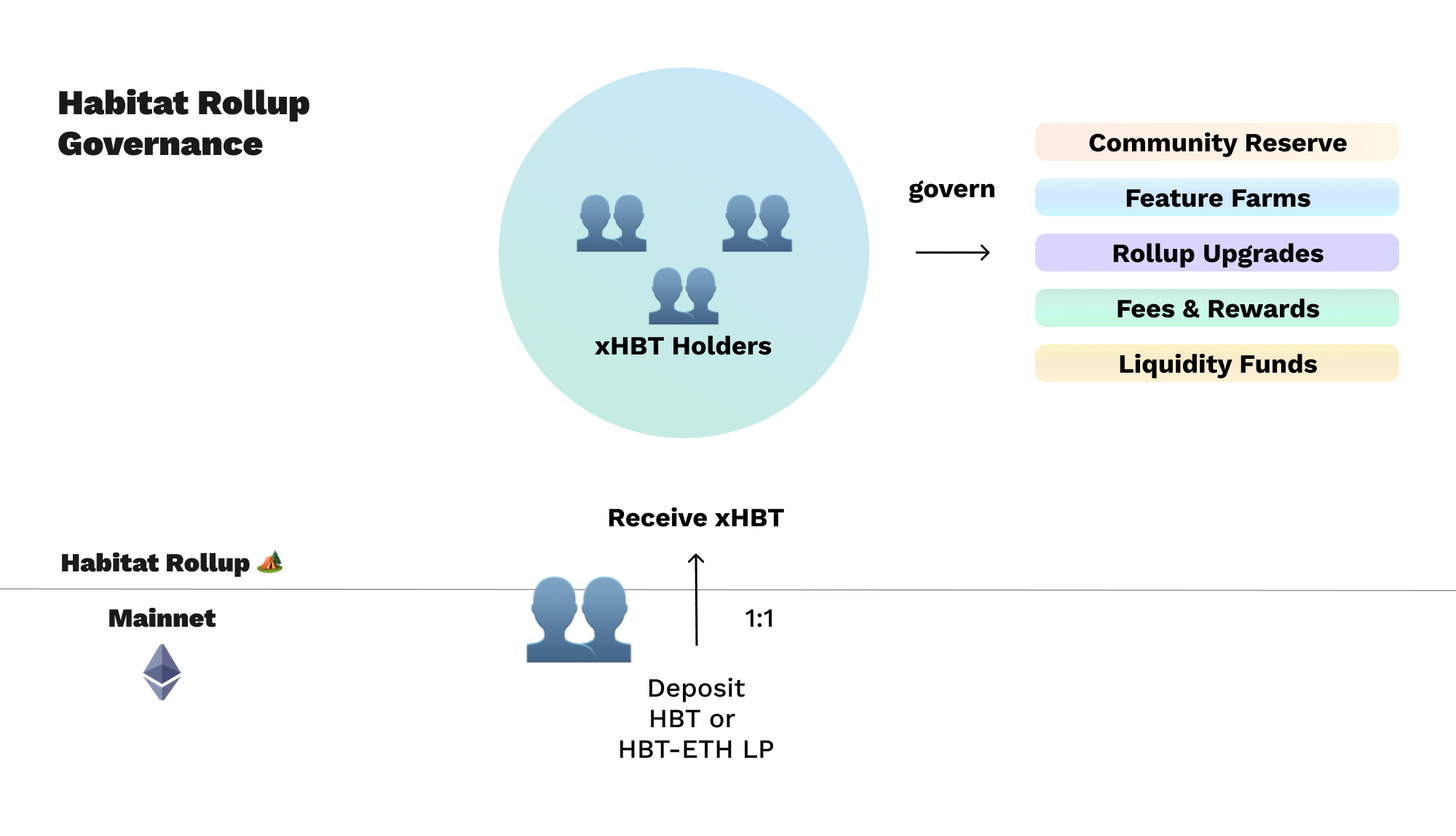 Habitat Rollup
Governance
xHBT Holders
govern
Community Reserve
Feature Farms
Rollup Upgrades
Fees & Rewards
Liquidity Funds
Receive xHBT
Habitat Rollup
Mainnet
1:1
Deposit
HBT or
HBT-ETH LP